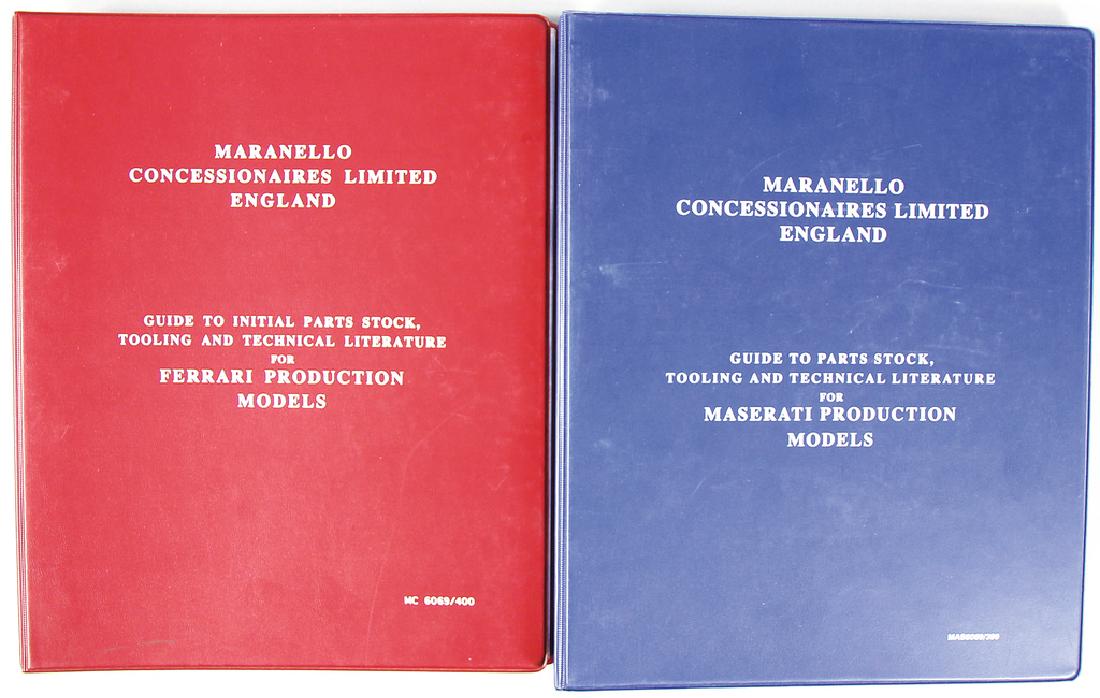 MARANELLO
CONCESSIONAIRES LIMITED
ENGLAND
GUIDE TO INITIAL PARTS STOCK,
TOOLING AND TECHNICAL LITERATURE
FOR
FERRARI PRODUCTION
MODELS
MC 6069/400
MARANELLO
CONCESSIONAIRES LIMITED
ENGLAND
GUIDE TO PARTS STOCK,
TOOLING AND TECHNICAL LITERATURE
FOR
MASERATI PRODUCTION
MODELS